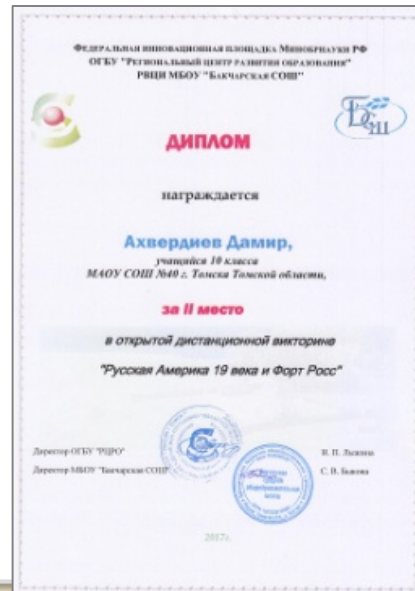 Федеральная инновационная площадка Минобрнауки РФ
ОГБУ "Региональный центр развития образования"
РВЦИ МБОУ "Бакчарская СОШ"
БСШ
ДИПЛОМ
награждается
Ахвердиев Дамир,
учащийся 10 класса
МАОУ СОШ №40 г. Томска Томской области,
за II место
в открытой дистанционной викторине
"Русская Америка 19 века и Форт Росс"
Директор ОГБУ "РЦРО" Н. П. Лыжина
Директор МБОУ "Бакчарская СОШ" С. В. Быкова
2017г.